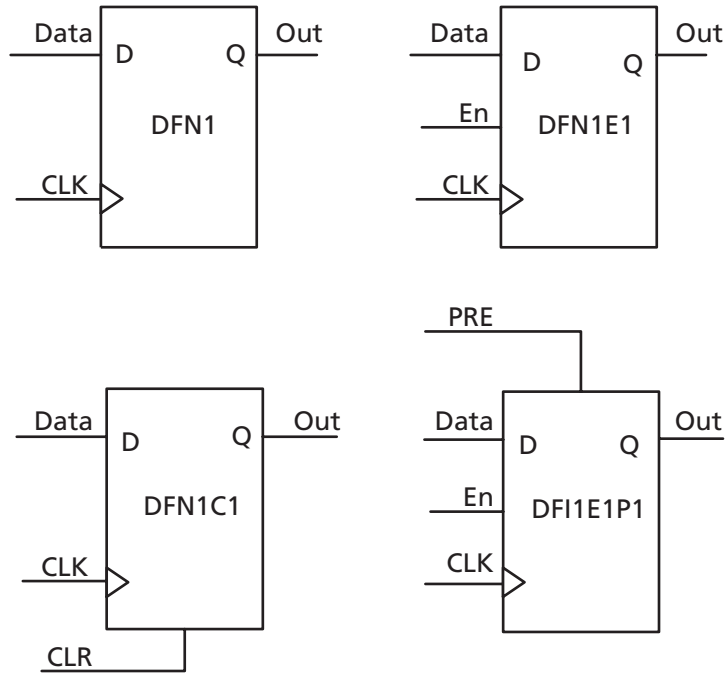 Data
D
Q
Out
DFN1
CLK
Data
D
Q
Out
En
DFN1E1
CLK
Data
D
Q
Out
DFN1C1
CLK
CLR
PRE
Data
D
Q
Out
En
DFI1E1P1
CLK